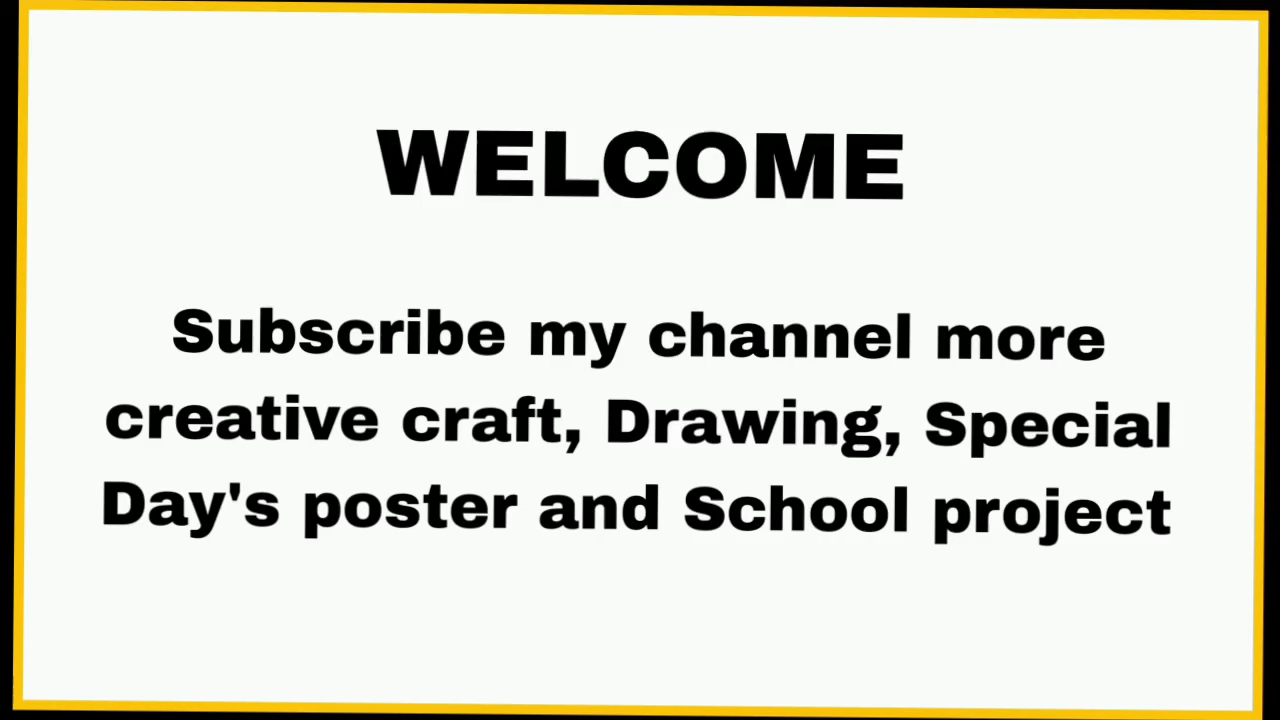 WELCOME
Subscribe my channel more
creative craft, Drawing, Special
Day's poster and School project